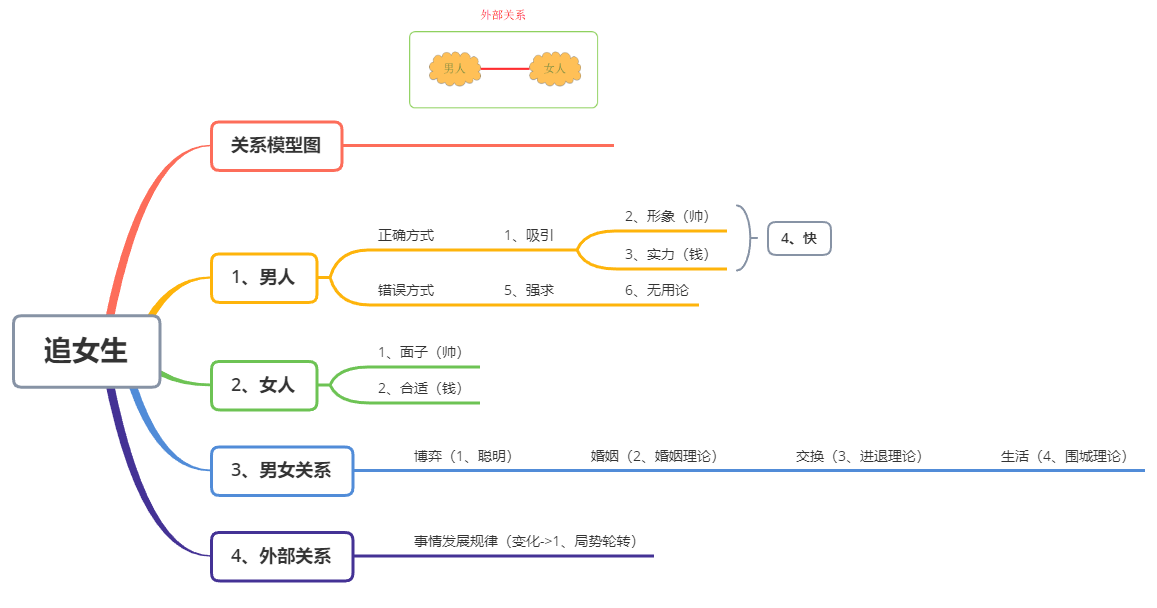 外部关系
男人
女人
关系模型图
追女生
1、男人
正确方式
1、吸引
2、形象（帅）
3、实力（钱）
4、快
错误方式
5、强求
6、无用论
2、女人
1、面子（帅）
2、合适（钱）
3、男女关系
博弈（1、聪明）
婚姻（2、婚姻理论）
交换（3、进退理论）
生活（4、围城理论）
4、外部关系
事情发展规律（变化->1、局势轮转）